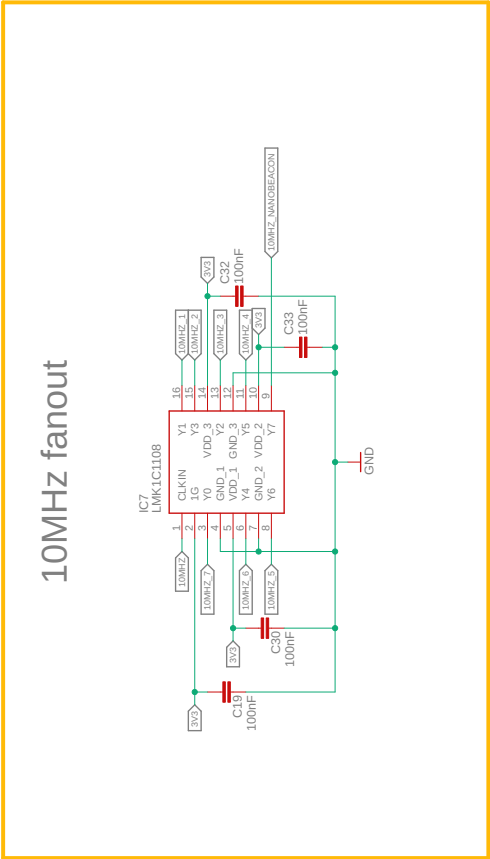 10MHz fanout
IC7
LMK1C1108
1
CLKIN
2
1G
3
Y0
4
GND_1
5
VDD_1
6
Y4
7
GND_2
8
Y6
16
Y1
15
Y3
14
VDD_3
13
Y2
12
GND_3
11
Y5
10
VDD_2
9
Y7
10MHZ
10MHZ_7
10MHZ_6
10MHZ_5
10MHZ_1
10MHZ_2
10MHZ_3
10MHZ_4
10MHZ_NANOBEACON
3V3
3V3
3V3
3V3
C19
100nF
C30
100nF
C32
100nF
C33
100nF
GND